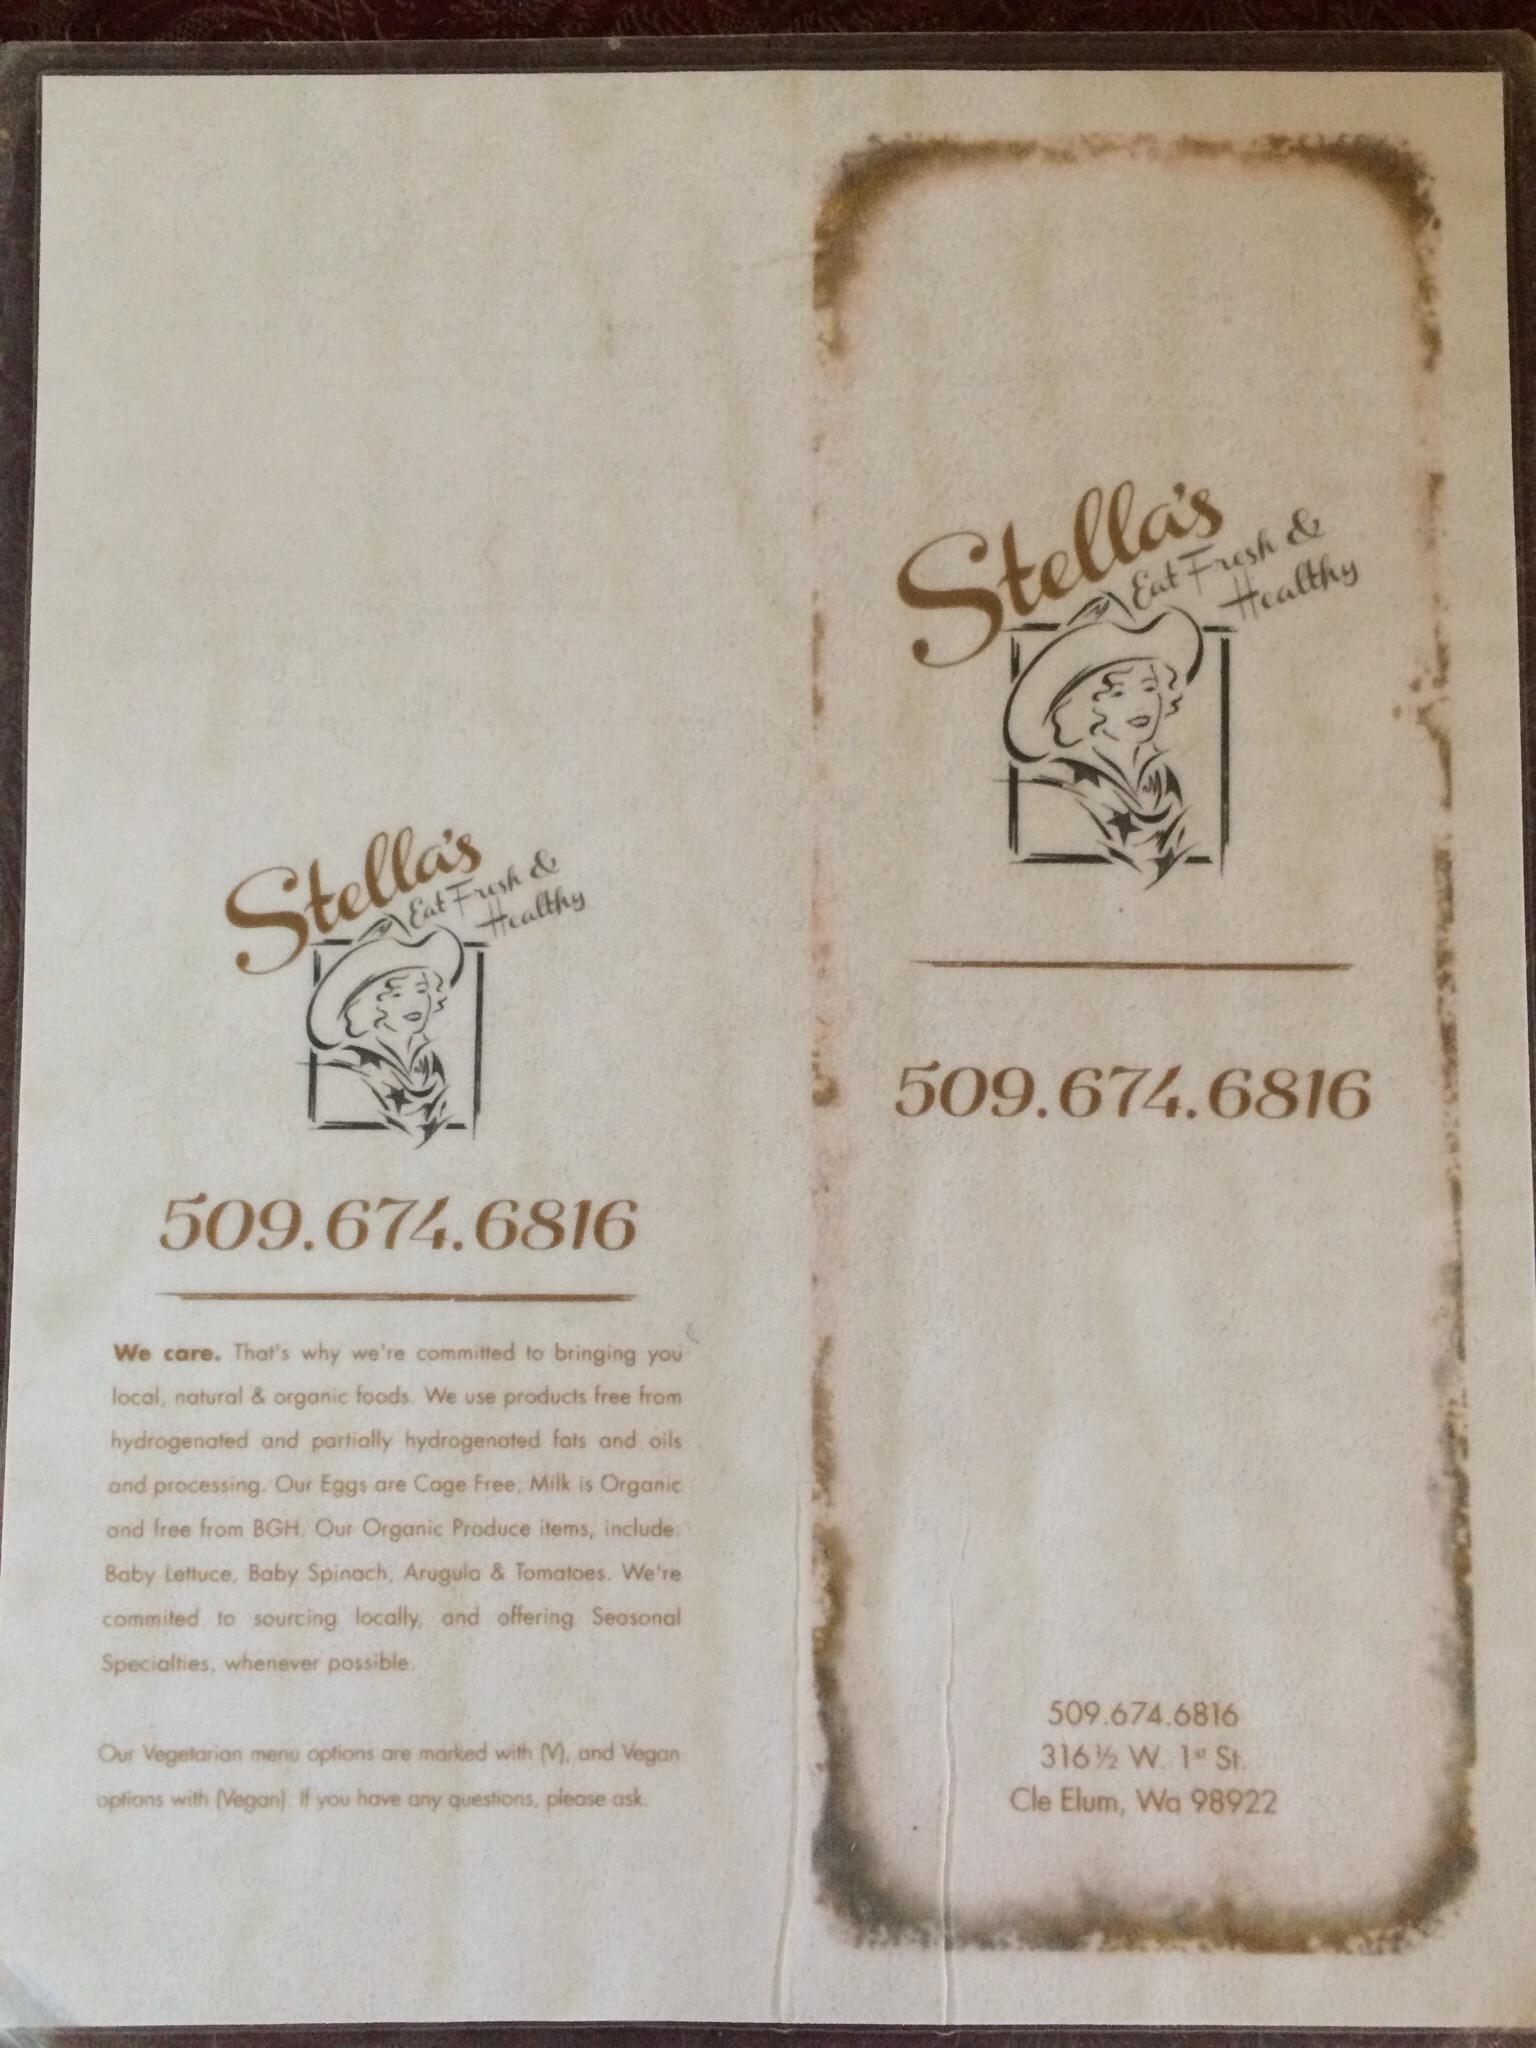 Stella's
Eat Fresh &
Healthy
509.674.6816
We care. That's why we're committed to bringing you
local, natural & organic foods. We use products free from
hydrogenated and partially hydrogenated fats and oils
and processing. Our Eggs are Cage Free, Milk is Organic
and free from BGH. Our Organic Produce items, include:
Baby Lettuce, Baby Spinach, Arugula & Tomatoes. We're
commited to sourcing locally, and offering Seasonal
Specialties, whenever possible.
Our Vegetarian menu options are marked with (V), and Vegan
options with (Vegan). If you have any questions, please ask.
Stella's
Eat Fresh &
Healthy
509.674.6816
509.674.6816
316 ½ W. 1st St.
Cle Elum, Wa 98922